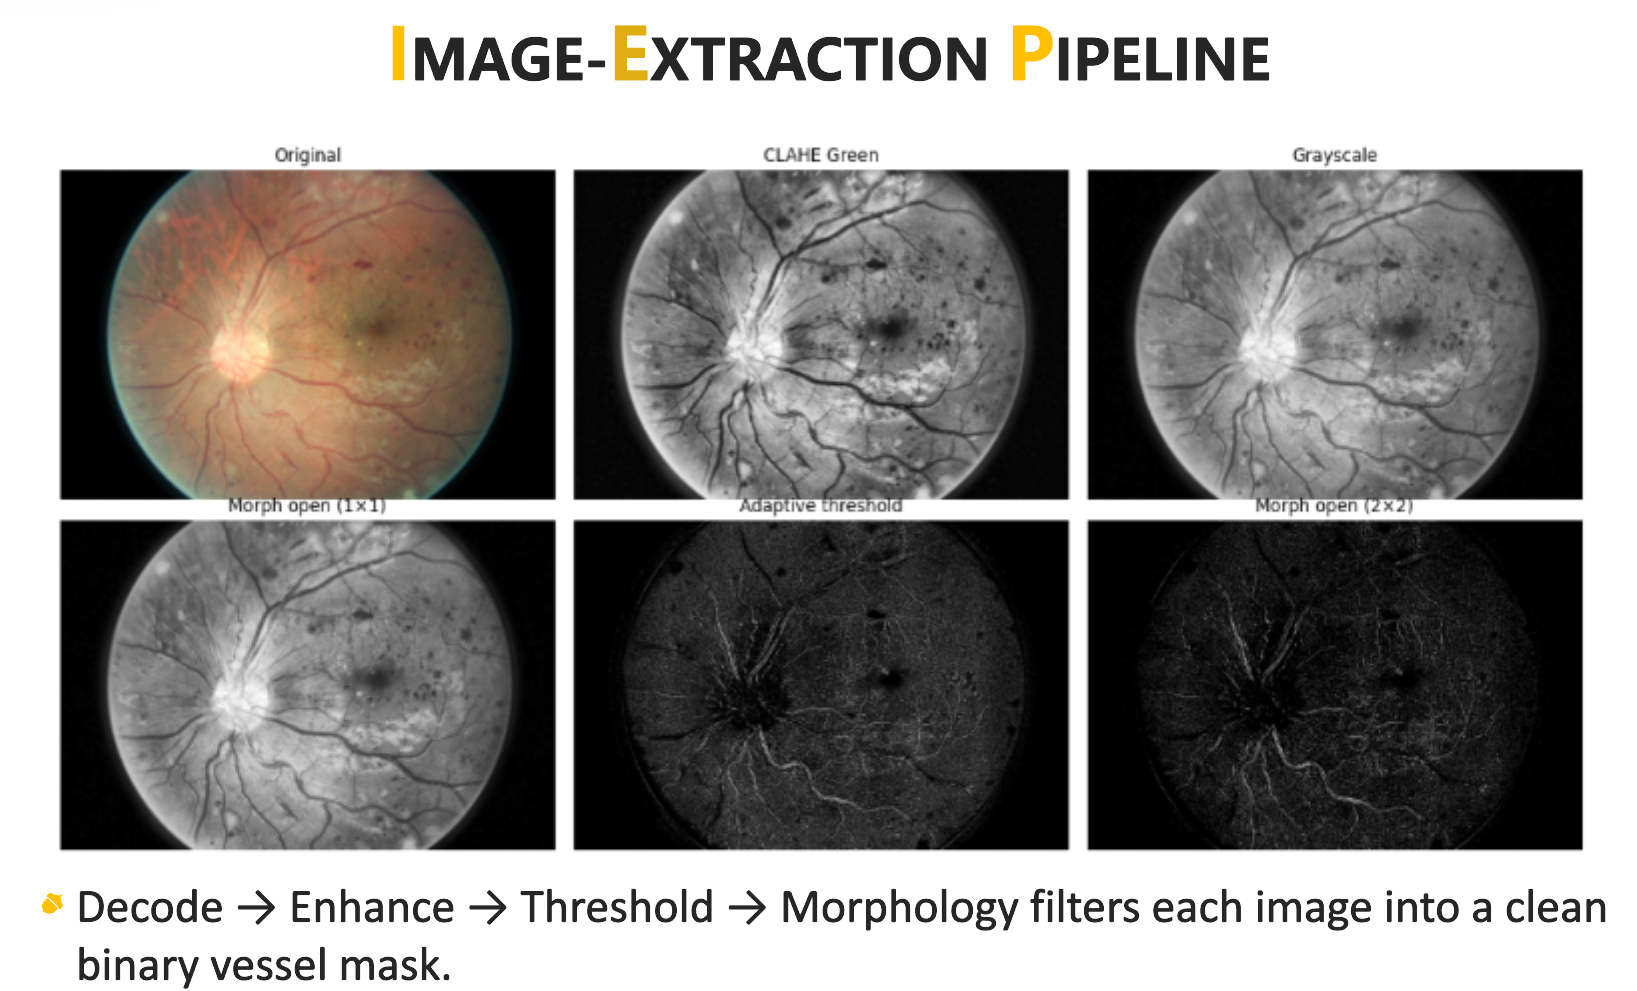 IMAGE-EXTRACTION PIPELINE
Original
CLAHE Green
Grayscale
Morph open (1×1)
Adaptive threshold
Morph open (2×2)
Decode → Enhance → Threshold → Morphology filters each image into a clean
binary vessel mask.